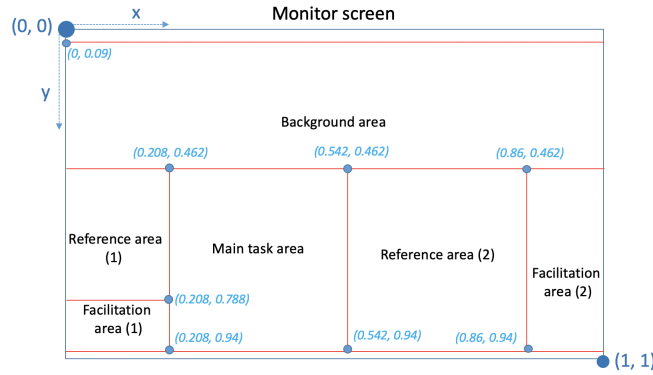 Monitor screen
(0, 0)
x
(0, 0.09)
y
Background area
(0.208, 0.462)
(0.542, 0.462)
(0.86, 0.462)
Reference area
(1)
Main task area
Reference area (2)
Facilitation
area (2)
(0.208, 0.788)
Facilitation
area (1)
(0.208, 0.94)
(0.542, 0.94)
(0.86, 0.94)
(1, 1)